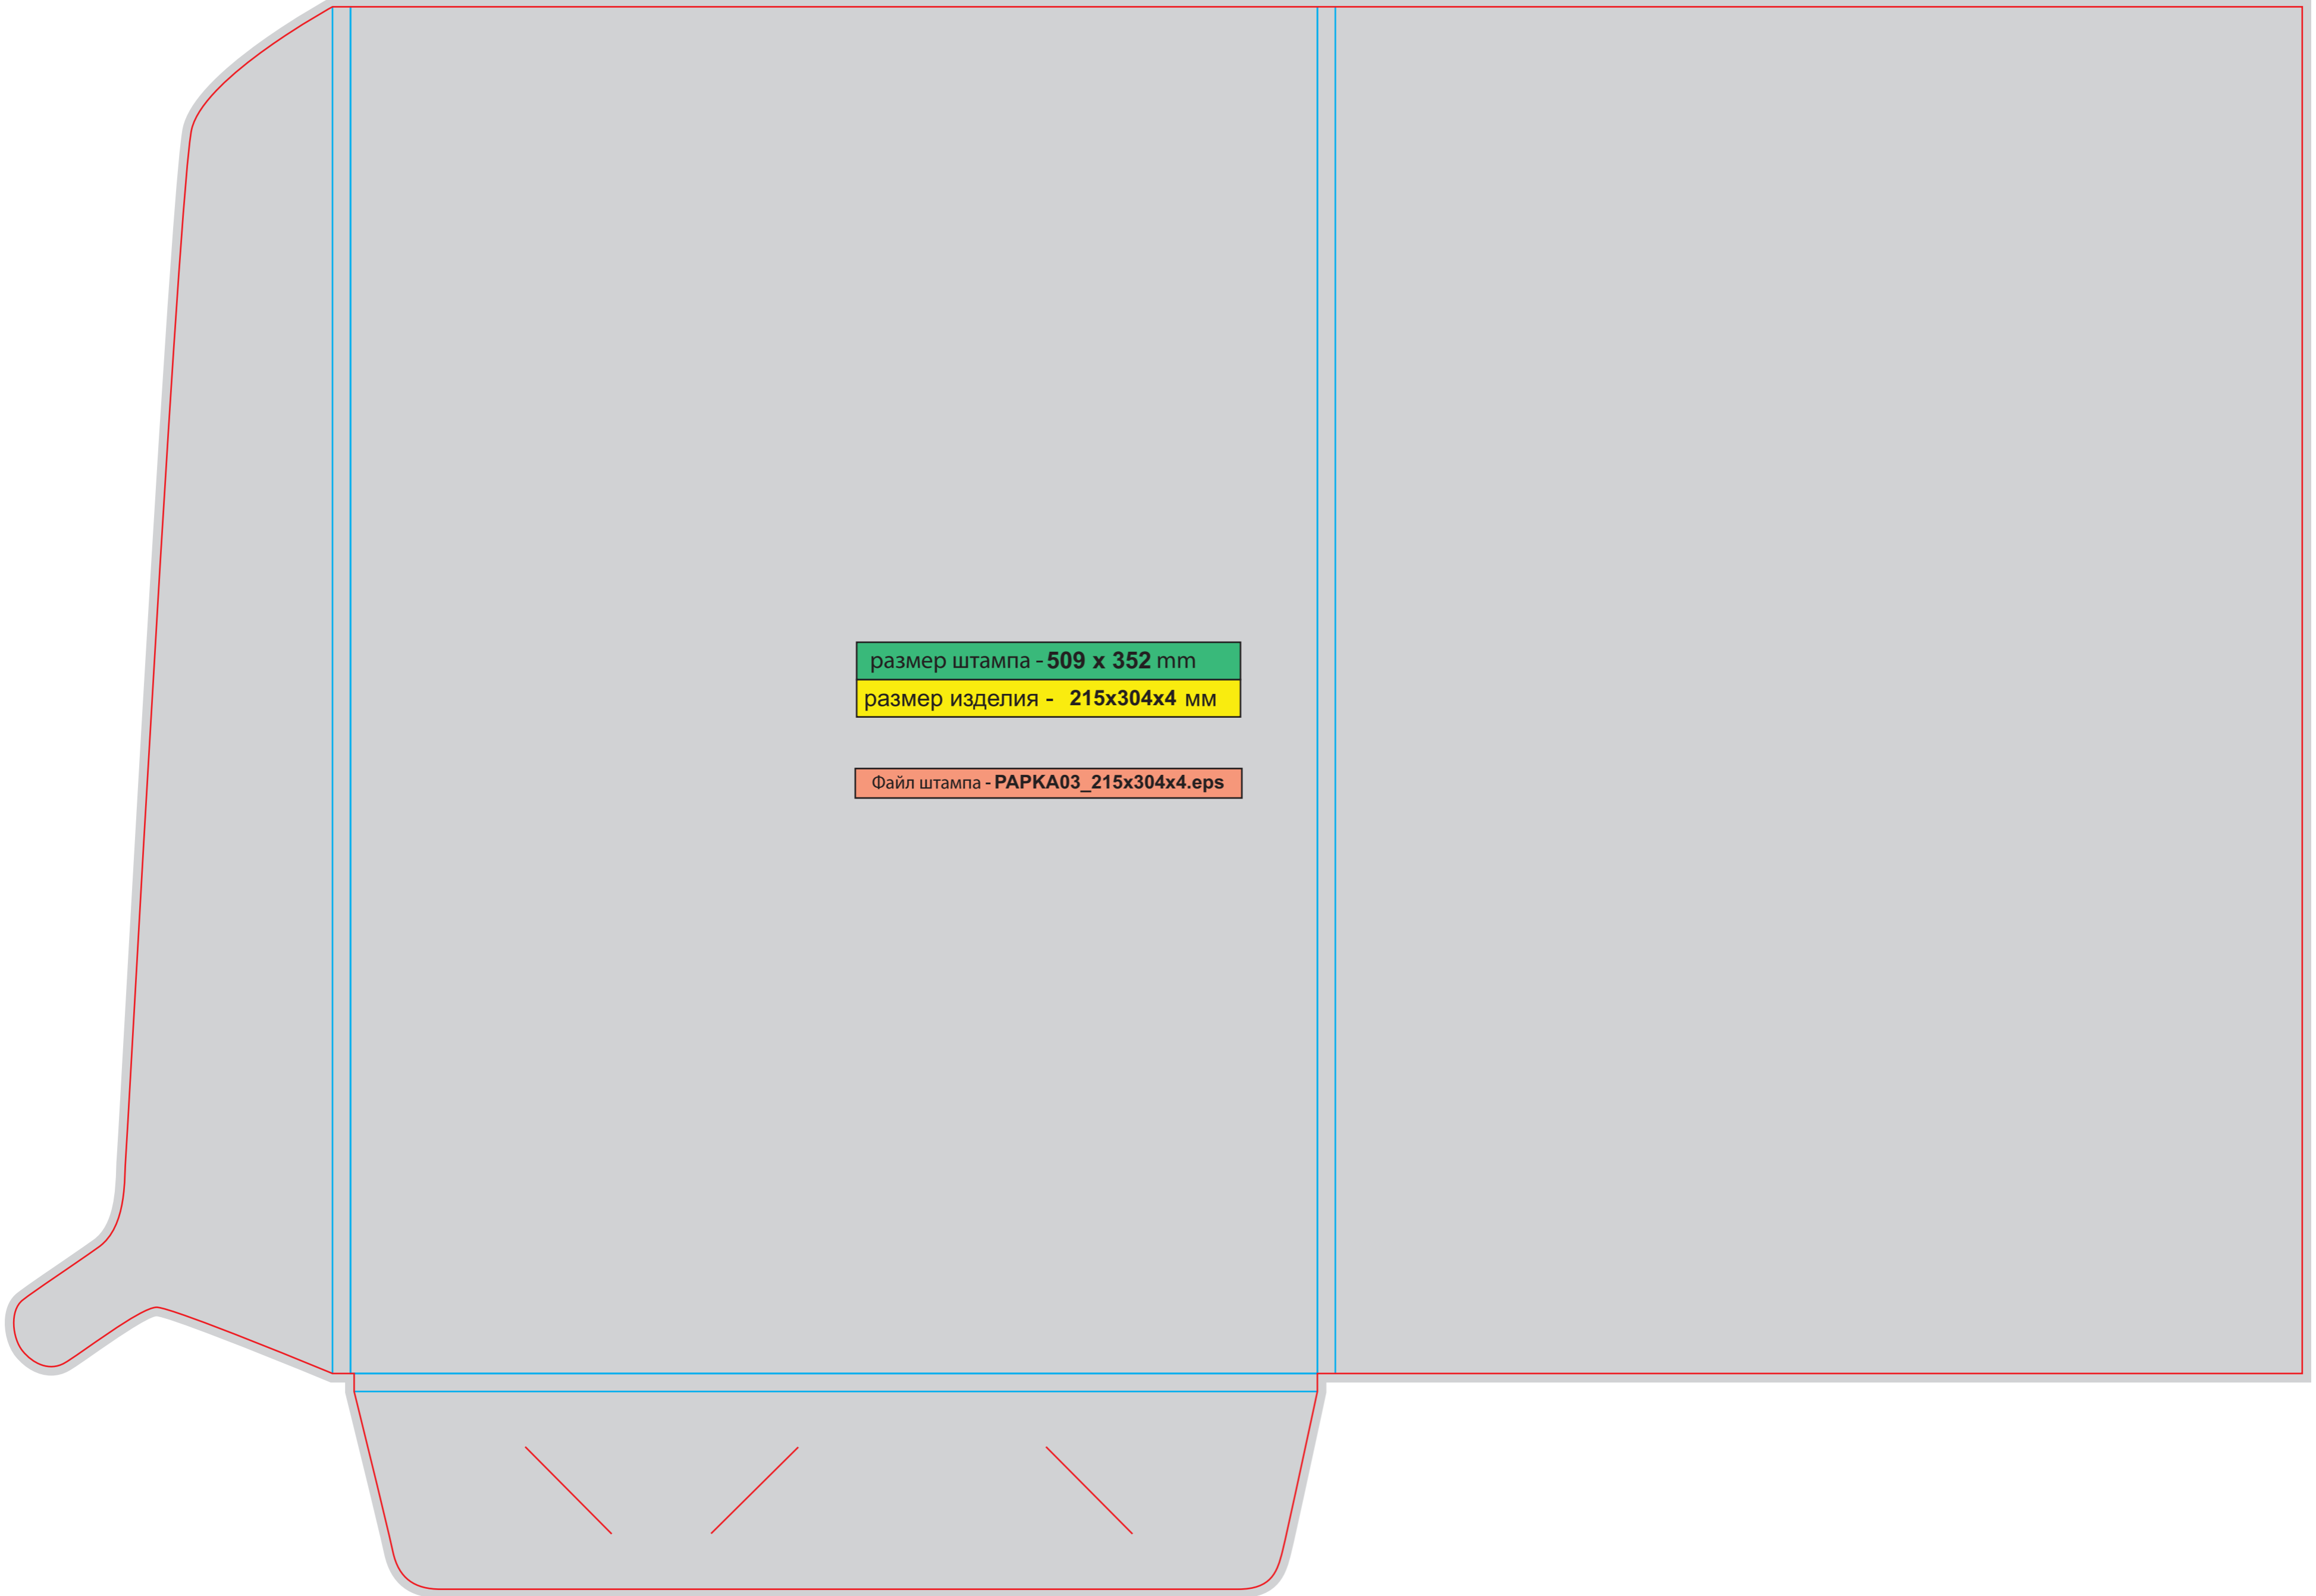 размер штампа - 509 x 352 mm
размер изделия - 215x304x4 мм
Файл штампа - PAPKA03_215x304x4.eps